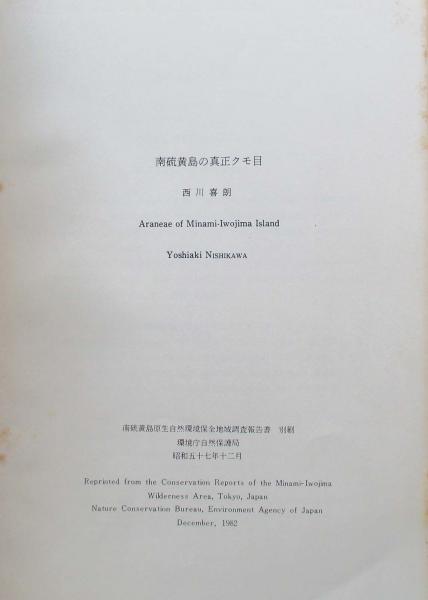 南硫黄島の真正クモ目
西川喜朗
Araneae of Minami-Iwojima Island
Yoshiaki NISHIKAWA
南硫黄島原生自然環境保全地域調査報告書 別刷
環境庁自然保護局
昭和五十七年十二月
Reprinted from the Conservation Reports of the Minami-Iwojima
Wilderness Area, Tokyo, Japan
Nature Conservation Bureau, Environment Agency of Japan
December, 1982